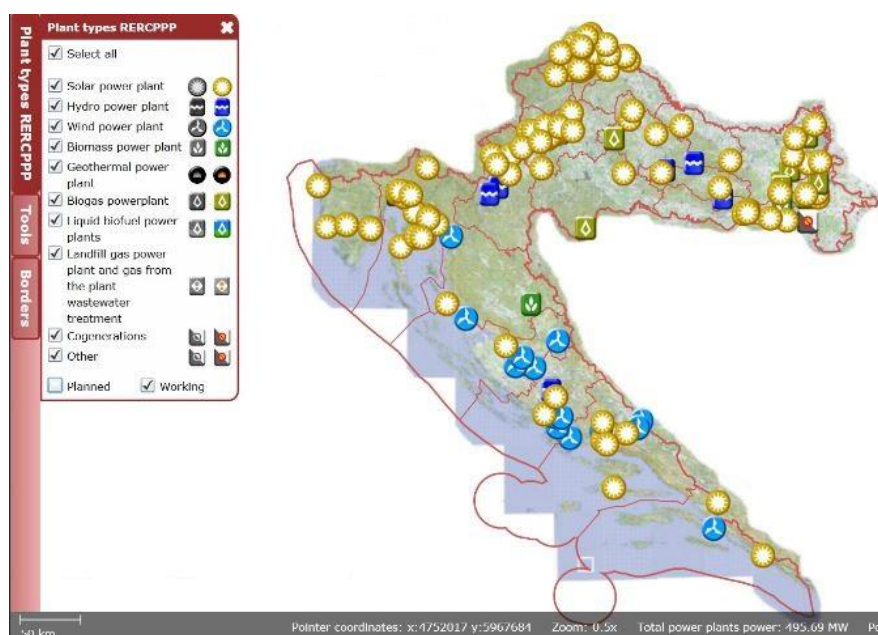 Plant types RERCPPP
Tools
Borders
Plant types RERCPPP
Select all
Solar power plant
Hydro power plant
Wind power plant
Biomass power plant
Geothermal power
plant
Biogas powerplant
Liquid biofuel power
plants
Landfill gas power
plant and gas from
the plant
wastewater
treatment
Cogenerations
Other
Planned Working
50 km
Pointer coordinates: x:4752017 y:5967684 Zoom: 0.5x Total power plants power: 495.69 MW Po